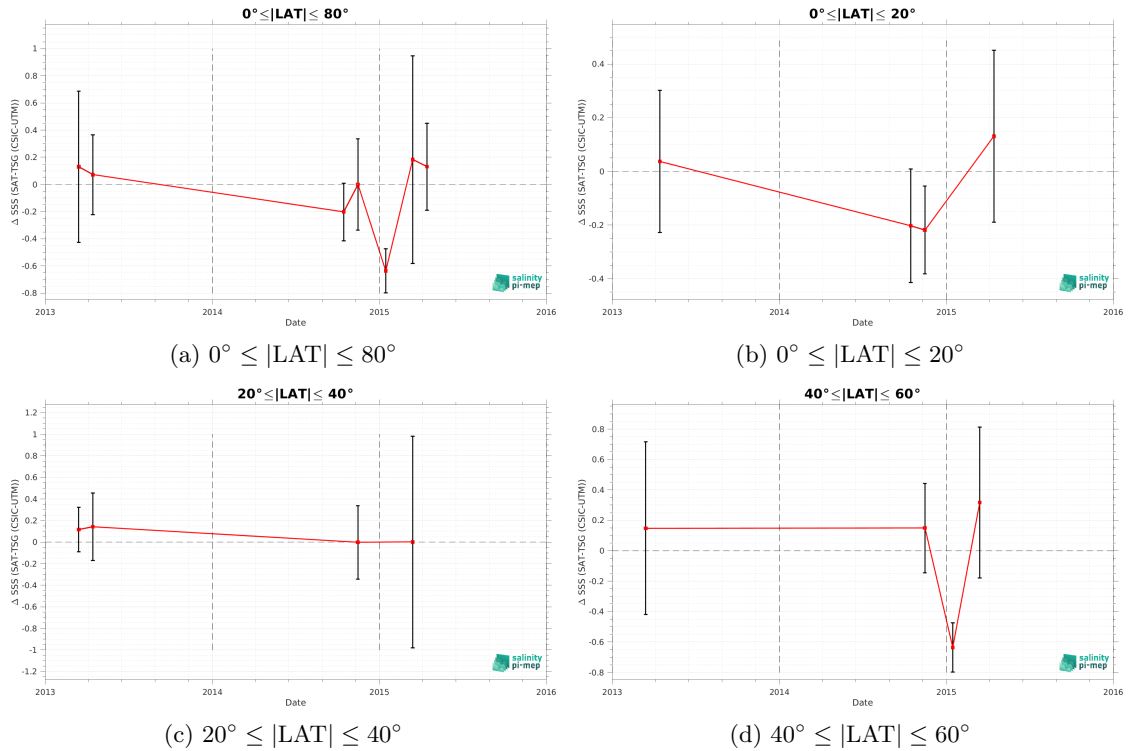 0°≤|LAT|≤ 80°
Δ SSS (SAT-TSG (CSIC-UTM))
1
0.8
0.6
0.4
0.2
0
-0.2
-0.4
-0.6
-0.8
2013
2014
2015
2016
Date
salinity
pi-mep
(a) 0° ≤ |LAT| ≤ 80°
0°≤|LAT|≤ 20°
Δ SSS (SAT-TSG (CSIC-UTM))
0.4
0.2
0
-0.2
-0.4
2013
2014
2015
2016
Date
salinity
pi-mep
(b) 0° ≤ |LAT| ≤ 20°
20°≤|LAT|≤ 40°
Δ SSS (SAT-TSG (CSIC-UTM))
1.2
1
0.8
0.6
0.4
0.2
0
-0.2
-0.4
-0.6
-0.8
-1
-1.2
2013
2014
2015
2016
Date
salinity
pi-mep
(c) 20° ≤ |LAT| ≤ 40°
40°≤|LAT|≤ 60°
Δ SSS (SAT-TSG (CSIC-UTM))
0.8
0.6
0.4
0.2
0
-0.2
-0.4
-0.6
-0.8
2013
2014
2015
2016
Date
salinity
pi-mep
(d) 40° ≤ |LAT| ≤ 60°